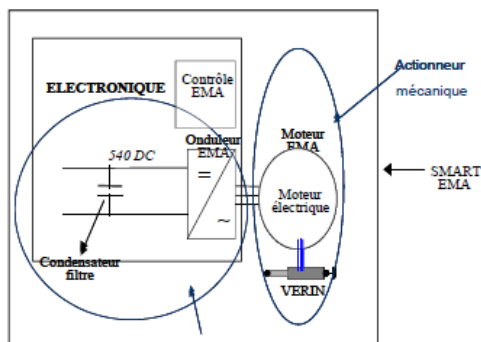 Contrôle
EMA
ELECTRONIQUE
Actionneur
mécanique
Onduleur
EMA
Moteur
EMA
540 DC
=
~
Moteur
électrique
SMART
EMA
Condensateur
filtre
VERIN